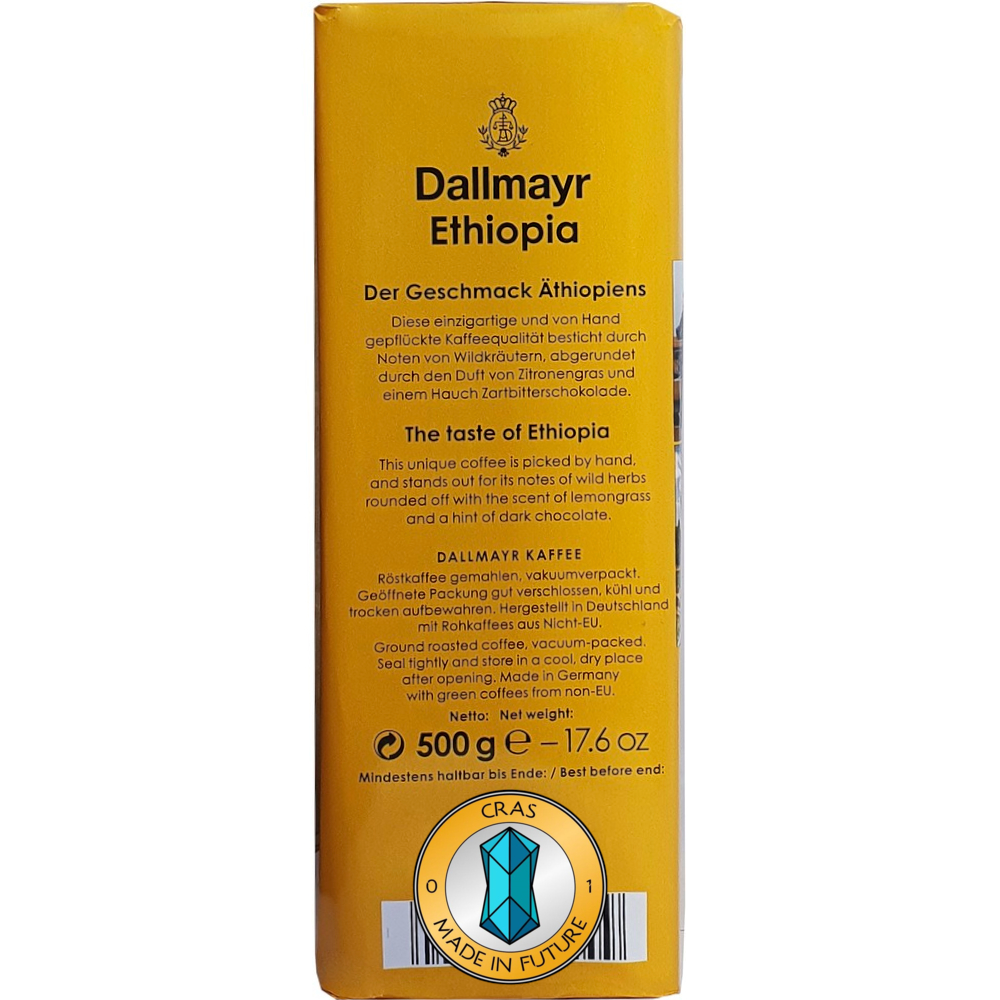 Dallmayr
Ethiopia
Der Geschmack Äthiopiens
Diese einzigartige und von Hand
gepflückte Kaffeequalität besticht durch
Noten von Wildkräutern, abgerundet
durch den Duft von Zitronengras und
einem Hauch Zartbitterschokolade.
The taste of Ethiopia
This unique coffee is picked by hand,
and stands out for its notes of wild herbs
rounded off with the scent of lemongrass
and a hint of dark chocolate.
DALLMAYR KAFFEE
Röstkaffee gemahlen, vakuumverpackt.
Geöffnete Packung gut verschlossen, kühl und
trocken aufbewahren. Hergestellt in Deutschland
mit Rohkaffees aus Nicht-EU.
Ground roasted coffee, vacuum-packed.
Seal tightly and store in a cool, dry place
after opening. Made in Germany
with green coffees from non-EU.
Netto: Net weight:
500 g ℮ – 17.6 oz
Mindestens haltbar bis Ende: / Best before end:
CRAS
0 1
MADE IN FUTURE